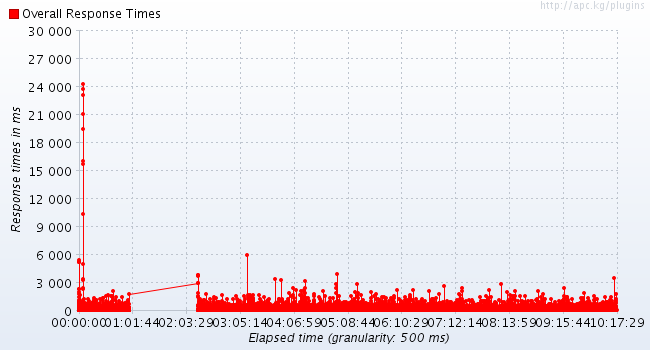 http://apc.kg/plugins
Overall Response Times
30 000
27 000
24 000
21 000
18 000
15 000
12 000
9 000
6 000
3 000
0
Response times in ms
00:00:00 01:01:44 02:03:29 03:05:14 04:06:59 05:08:44 06:10:29 07:12:14 08:13:59 09:15:44 10:17:29
Elapsed time (granularity: 500 ms)